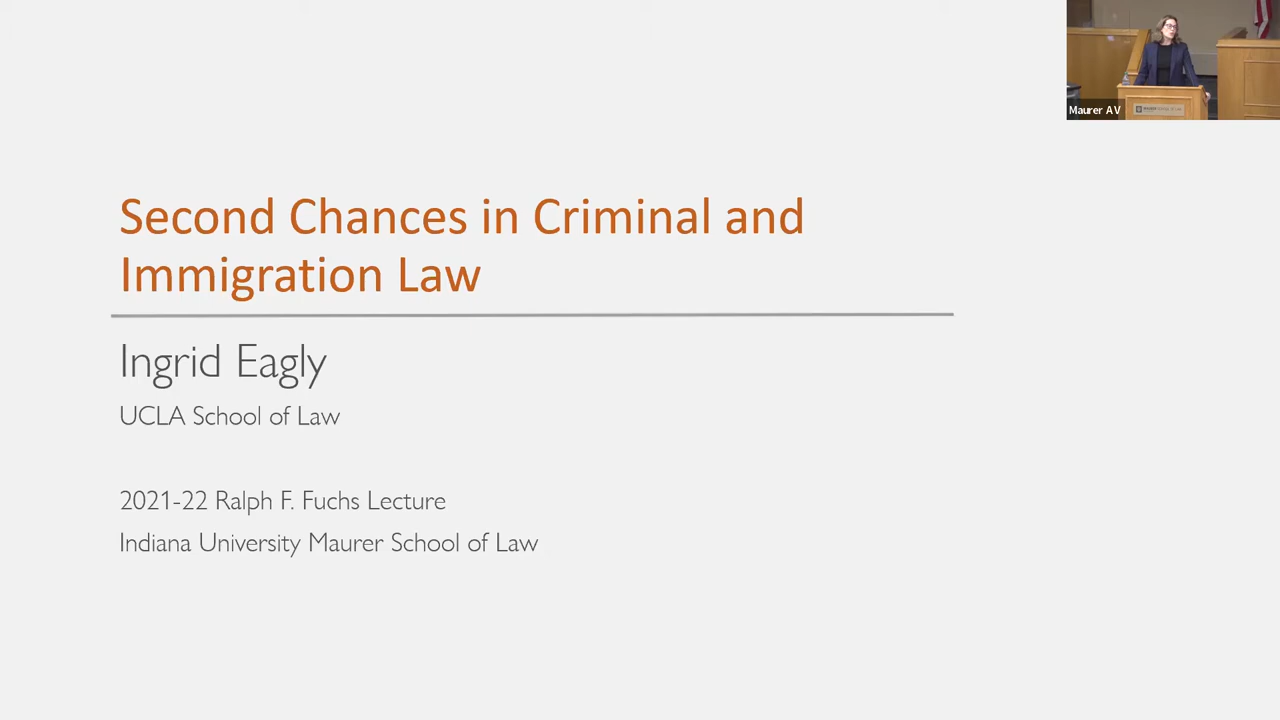 Second Chances in Criminal and
Immigration Law
Ingrid Eagly
UCLA School of Law
2021-22 Ralph F. Fuchs Lecture
Indiana University Maurer School of Law
Maurer AV